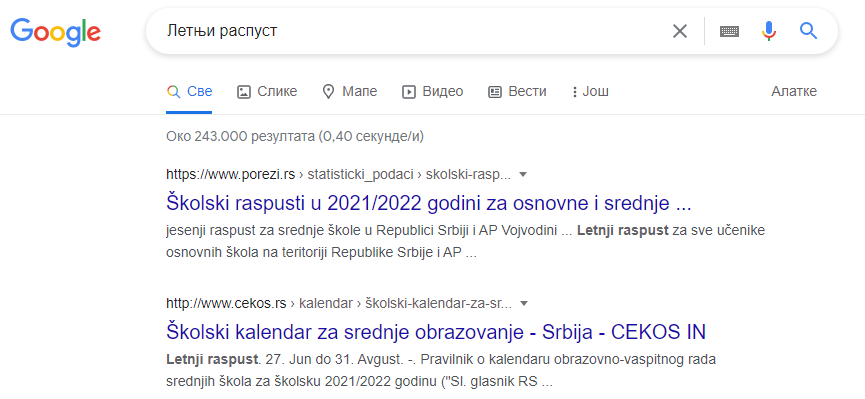 Google
Летњи распуст
Све Слике Мапе Видео Вести Још Алатке
Око 243.000 резултата (0,40 секунде/и)
https://www.porezi.rs › statisticki_podaci › skolski-rasp...
Školski raspusti u 2021/2022 godini za osnovne i srednje ...
jesenji raspust za srednje škole u Republici Srbiji i AP Vojvodini ... Letnji raspust za sve učenike
osnovnih škola na teritoriji Republike Srbije i AP ...
http://www.cekos.rs › kalendar › školski-kalendar-za-sr...
Školski kalendar za srednje obrazovanje - Srbija - CEKOS IN
Letnji raspust. 27. Jun do 31. Avgust. -. Pravilnik o kalendaru obrazovno-vaspitnog rada
srednjih škola za školsku 2021/2022 godinu ("Sl. glasnik RS ...